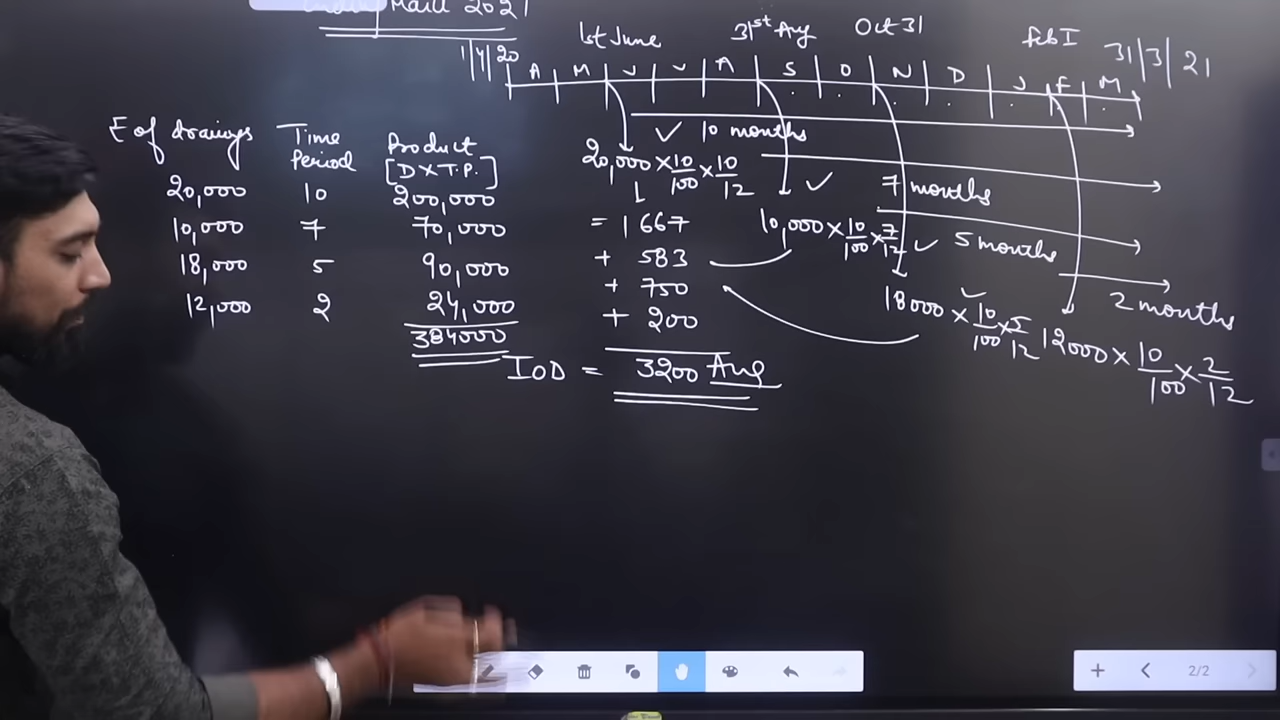 March 2021
1/4/20
1st June
31st Aug
Oct 31
Feb 1
31/3/21
A M J J A S O N D J F M
£ of drawings
Time Period
Product [D×T.P.]
20,000 10 200,000
10,000 7 70,000
18,000 5 90,000
12,000 2 24,000
384000
✓ 10 months
20,000 × 10/100 × 10/12
= 1667
+ 583
+ 750
+ 200
IOD = 3200 Ans
✓ 7 months
10,000 × 10/100 × 7/12
✓ 5 months
18000 × 10/100 × 5/12
✓ 2 months
12000 × 10/100 × 2/12
2/2